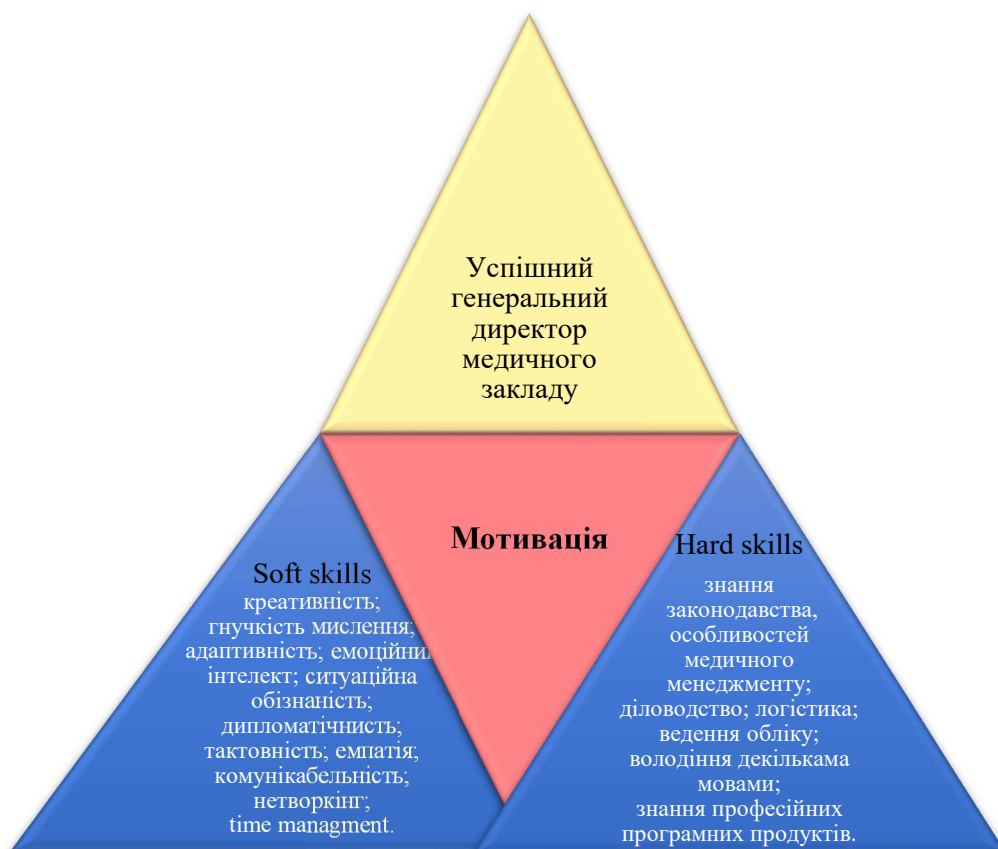 Успішний
генеральний
директор
медичного
закладу
Мотивація
Soft skills
креативність;
гнучкість мислення;
адаптивність; емоційни
інтелект; ситуаційна
обізнаність;
дипломатічнисть;
тактовність; емпатія;
комунікабельність;
нетворкінг;
time managment.
Hard skills
знання
законодавства,
особливостей
медичного
менеджменту;
діловодство; логістика;
ведення обліку;
володіння декількама
мовами;
знання професійних
програмних продуктів.